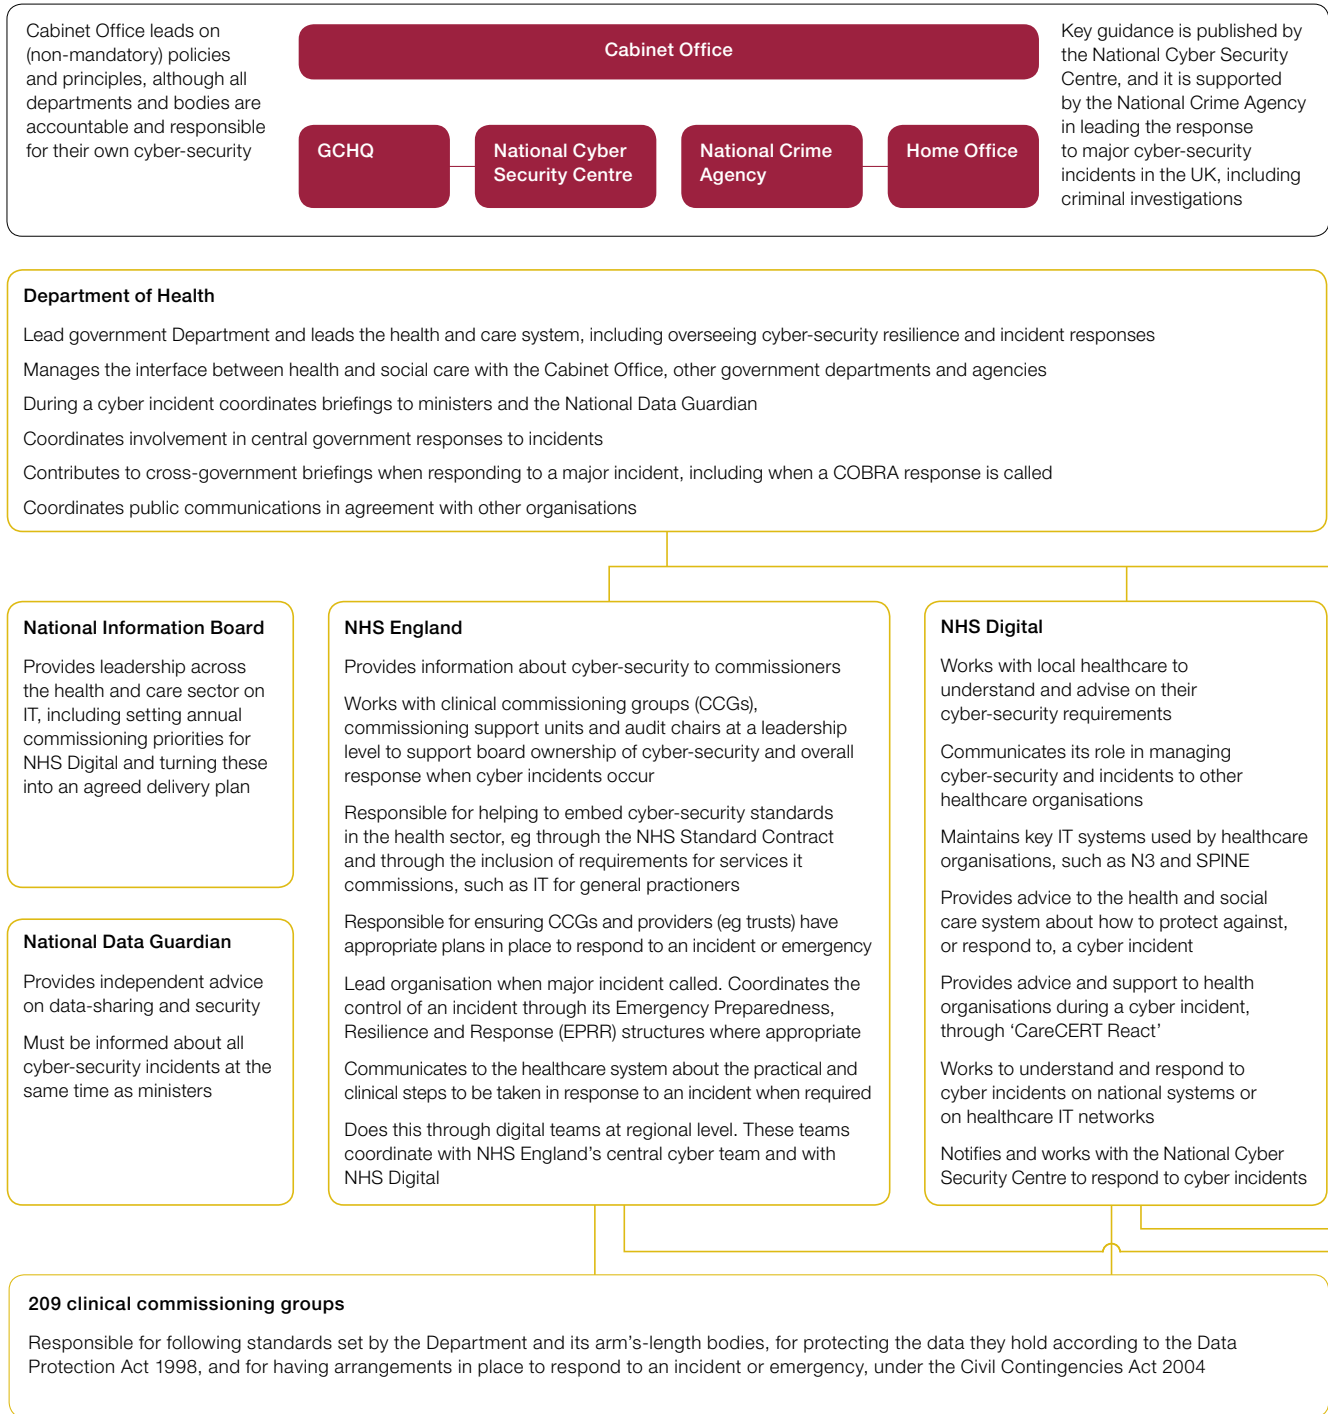 Cabinet Office leads on
(non-mandatory) policies
and principles, although all
departments and bodies are
accountable and responsible
for their own cyber-security
Cabinet Office
GCHQ
National Cyber
Security Centre
National Crime
Agency
Home Office
Key guidance is published by
the National Cyber Security
Centre, and it is supported
by the National Crime Agency
in leading the response
to major cyber-security
incidents in the UK, including
criminal investigations
Department of Health
Lead government Department and leads the health and care system, including overseeing cyber-security resilience and incident responses
Manages the interface between health and social care with the Cabinet Office, other government departments and agencies
During a cyber incident coordinates briefings to ministers and the National Data Guardian
Coordinates involvement in central government responses to incidents
Contributes to cross-government briefings when responding to a major incident, including when a COBRA response is called
Coordinates public communications in agreement with other organisations
National Information Board
Provides leadership across
the health and care sector on
IT, including setting annual
commissioning priorities for
NHS Digital and turning these
into an agreed delivery plan
National Data Guardian
Provides independent advice
on data-sharing and security
Must be informed about all
cyber-security incidents at the
same time as ministers
NHS England
Provides information about cyber-security to commissioners
Works with clinical commissioning groups (CCGs),
commissioning support units and audit chairs at a leadership
level to support board ownership of cyber-security and overall
response when cyber incidents occur
Responsible for helping to embed cyber-security standards
in the health sector, eg through the NHS Standard Contract
and through the inclusion of requirements for services it
commissions, such as IT for general practioners
Responsible for ensuring CCGs and providers (eg trusts) have
appropriate plans in place to respond to an incident or emergency
Lead organisation when major incident called. Coordinates the
control of an incident through its Emergency Preparedness,
Resilience and Response (EPRR) structures where appropriate
Communicates to the healthcare system about the practical and
clinical steps to be taken in response to an incident when required
Does this through digital teams at regional level. These teams
coordinate with NHS England's central cyber team and with
NHS Digital
NHS Digital
Works with local healthcare to
understand and advise on their
cyber-security requirements
Communicates its role in managing
cyber-security and incidents to other
healthcare organisations
Maintains key IT systems used by healthcare
organisations, such as N3 and SPINE
Provides advice to the health and social
care system about how to protect against,
or respond to, a cyber incident
Provides advice and support to health
organisations during a cyber incident,
through 'CareCERT React'
Works to understand and respond to
cyber incidents on national systems or
on healthcare IT networks
Notifies and works with the National Cyber
Security Centre to respond to cyber incidents
209 clinical commissioning groups
Responsible for following standards set by the Department and its arm's-length bodies, for protecting the data they hold according to the Data
Protection Act 1998, and for having arrangements in place to respond to an incident or emergency, under the Civil Contingencies Act 2004